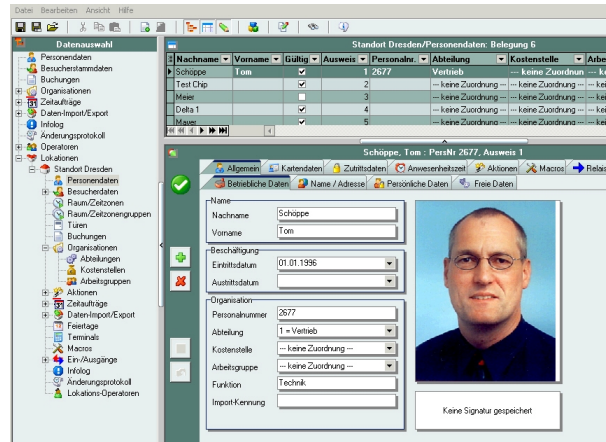 Datei Bearbeiten Ansicht Hilfe
Datenauswahl
Personendaten
Besucherstammdaten
Buchungen
Organisationen
Zeitaufträge
Daten-Import/Export
Infolog
Änderungsprotokoll
Operatoren
Lokationen
Standort Dresden
Personendaten
Besucherdaten
Raum/Zeitzonen
Raum/Zeitzonengruppen
Türen
Buchungen
Organisationen
Abteilungen
Kostenstellen
Arbeitsgruppen
Aktionen
Zeitaufträge
Daten-Import/Export
Feiertage
Terminals
Macros
Ein-/Ausgänge
Infolog
Änderungsprotokoll
Lokations-Operatoren
Standort Dresden/Personendaten: Belegung 6
Nachname Vorname Gültig Ausweis Personalnr. Abteilung Kostenstelle Arbe
Schöppe Tom 1 2677 Vertrieb --- keine Zuordnun --- k
Test Chip 2 --- keine Zuordnung --- --- keine Zuordnung --- --- ke
Meier 3 --- keine Zuordnung --- --- keine Zuordnung --- --- ke
Delta 1 4 --- keine Zuordnung --- --- keine Zuordnung --- --- ke
Mayer 5 --- keine Zuordnung --- --- keine Zuordnung --- --- ke
Schöppe, Tom : PersNr 2677, Ausweis 1
Allgemein Kartendaten Zutrittsdaten Anwesenheitszeit Aktionen Macros Relais
Betriebliche Daten Name / Adresse Persönliche Daten Freie Daten
Name
Nachname Schöppe
Vorname Tom
Beschäftigung
Eintrittsdatum 01.01.1996
Austrittsdatum
Organisation
Personalnummer 2677
Abteilung 1 = Vertrieb
Kostenstelle --- keine Zuordnung ---
Arbeitsgruppe --- keine Zuordnung ---
Funktion Technik
Import-Kennung
Keine Signatur gespeichert